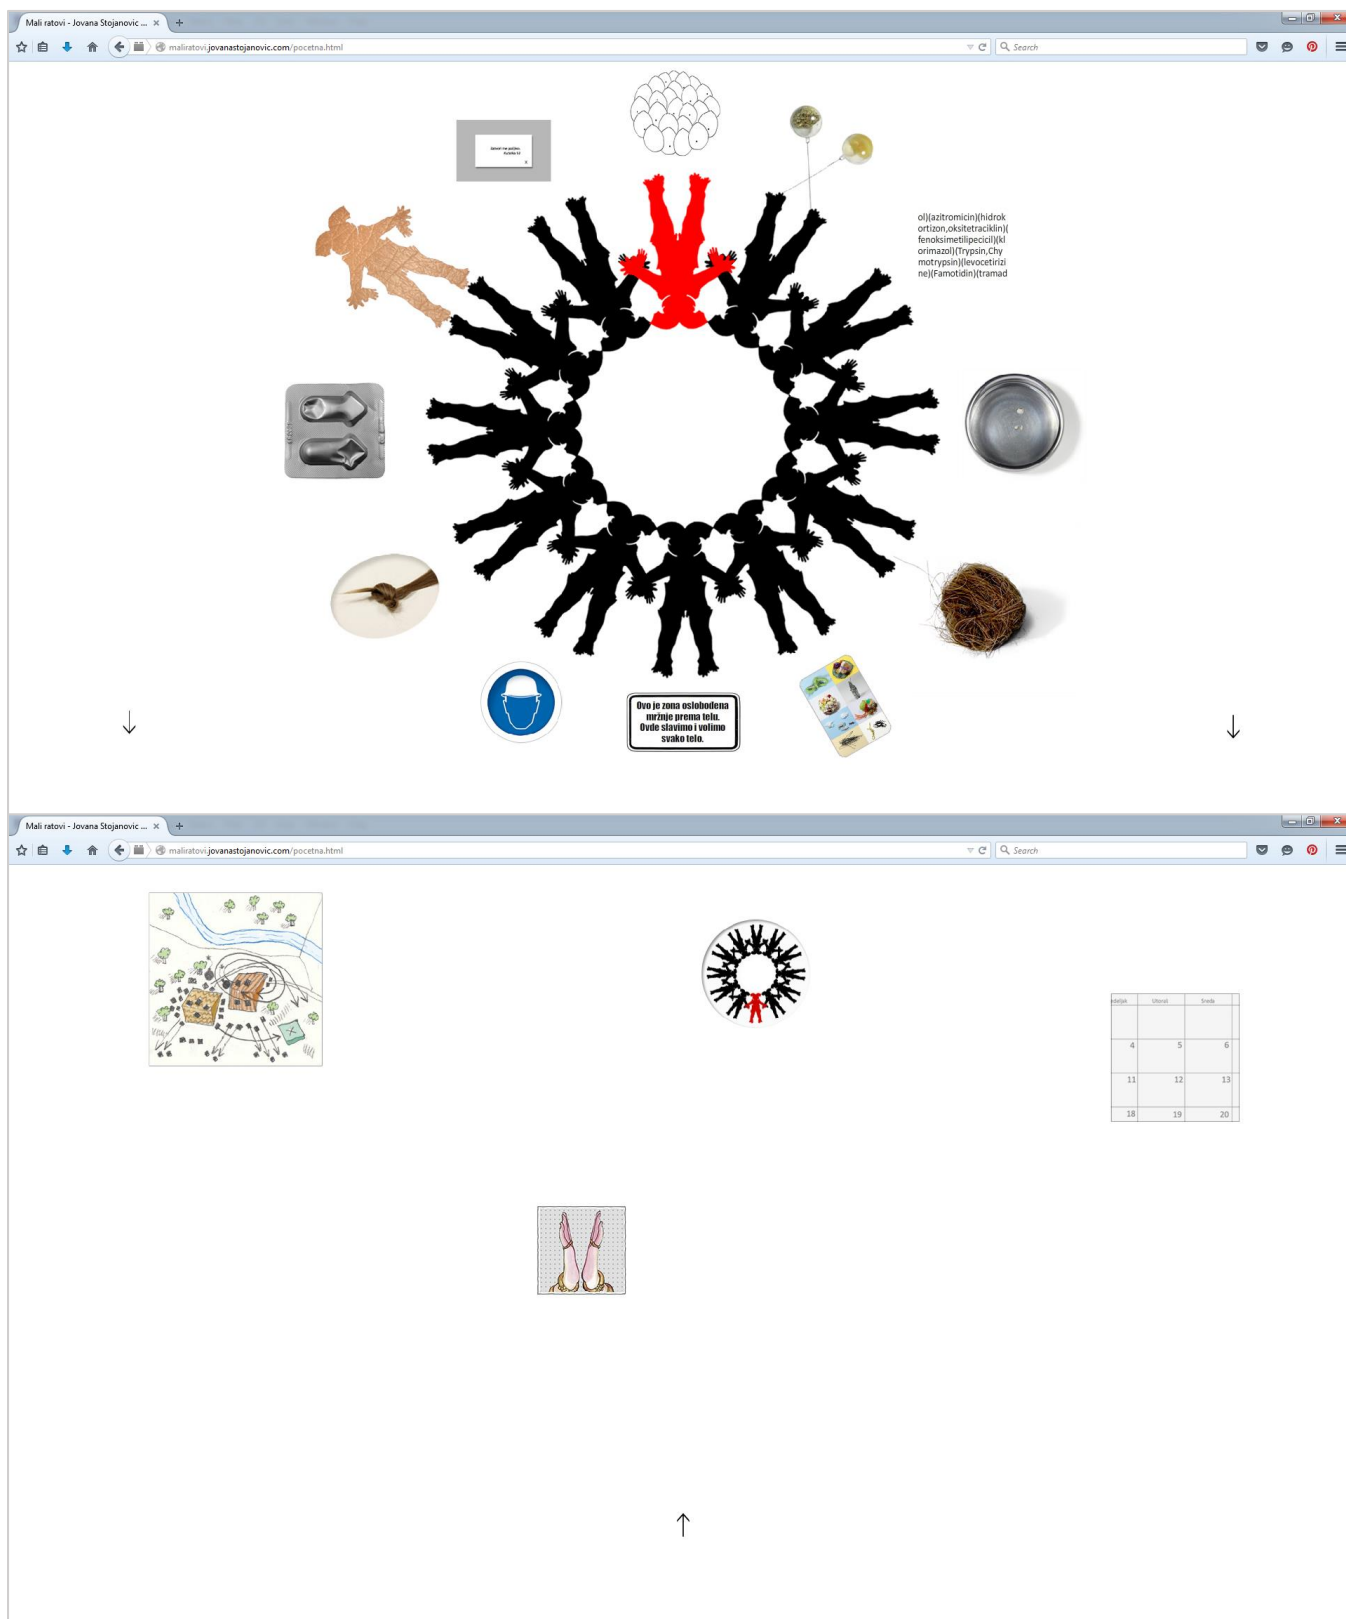 Mali ratovi - Jovana Stojanovic ...
maliratovi.jovanastojanovic.com/pocetna.html
Search
ol)(azitromicin)(hidrok
ortizon,oksitetraciklin)(
fenoksimetilpecicil)(kl
orimazol)(Trypsin,Chy
motrypsin)(levocetirizi
ne)(Famotidin)(tramad
Ovo je zona oslobođena
mržnje prema telu.
Ovde slavimo i volimo
svako telo.
Mali ratovi - Jovana Stojanovic ...
maliratovi.jovanastojanovic.com/pocetna.html
Search
edeljak Utorak Sreda
4 5 6
11 12 13
18 19 20